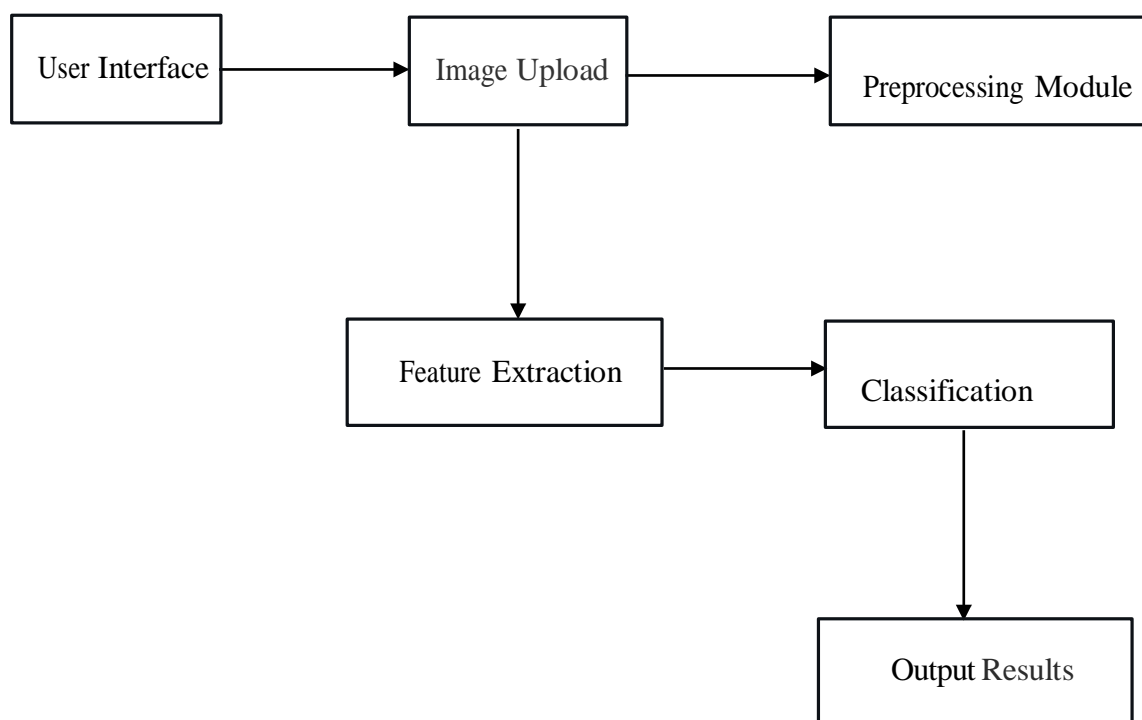 User Interface
Image Upload
Preprocessing Module
Feature Extraction
Classification
Output Results